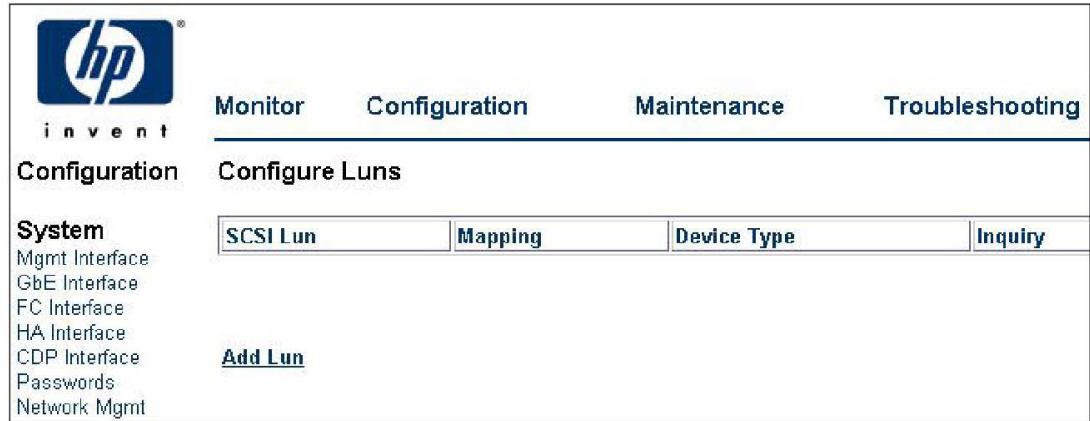 hp
invent
Monitor Configuration Maintenance Troubleshooting
Configuration Configure Luns
System
Mgmt Interface
GbE Interface
FC Interface
HA Interface
CDP Interface
Passwords
Network Mgmt
SCSI Lun Mapping Device Type Inquiry
Add Lun